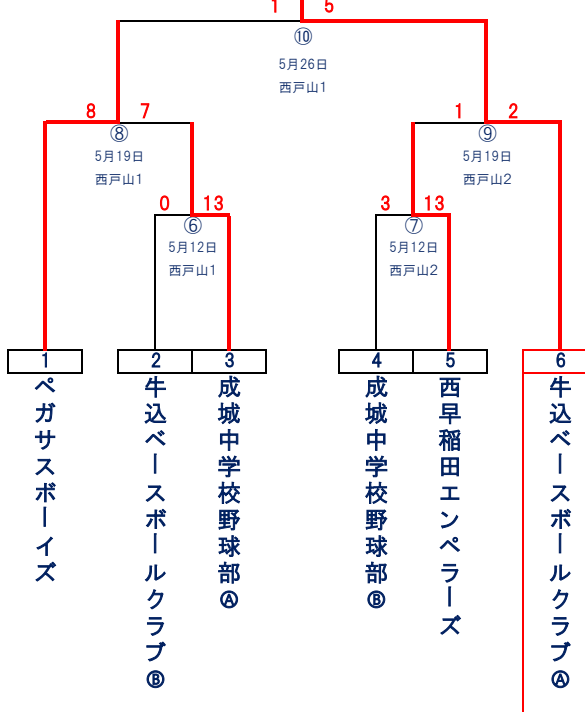 1 5
⑩
5月26日
西戸山1
8 7
⑧
5月19日
西戸山1
1 2
⑨
5月19日
西戸山2
0 13
⑥
5月12日
西戸山1
3 13
⑦
5月12日
西戸山2
1
ペガサスボーイズ
2
牛込ベースボールクラブⒷ
3
成城中学校野球部Ⓐ
4
成城中学校野球部Ⓑ
5
西早稲田エンペラーズ
6
牛込ベースボールクラブⒶ